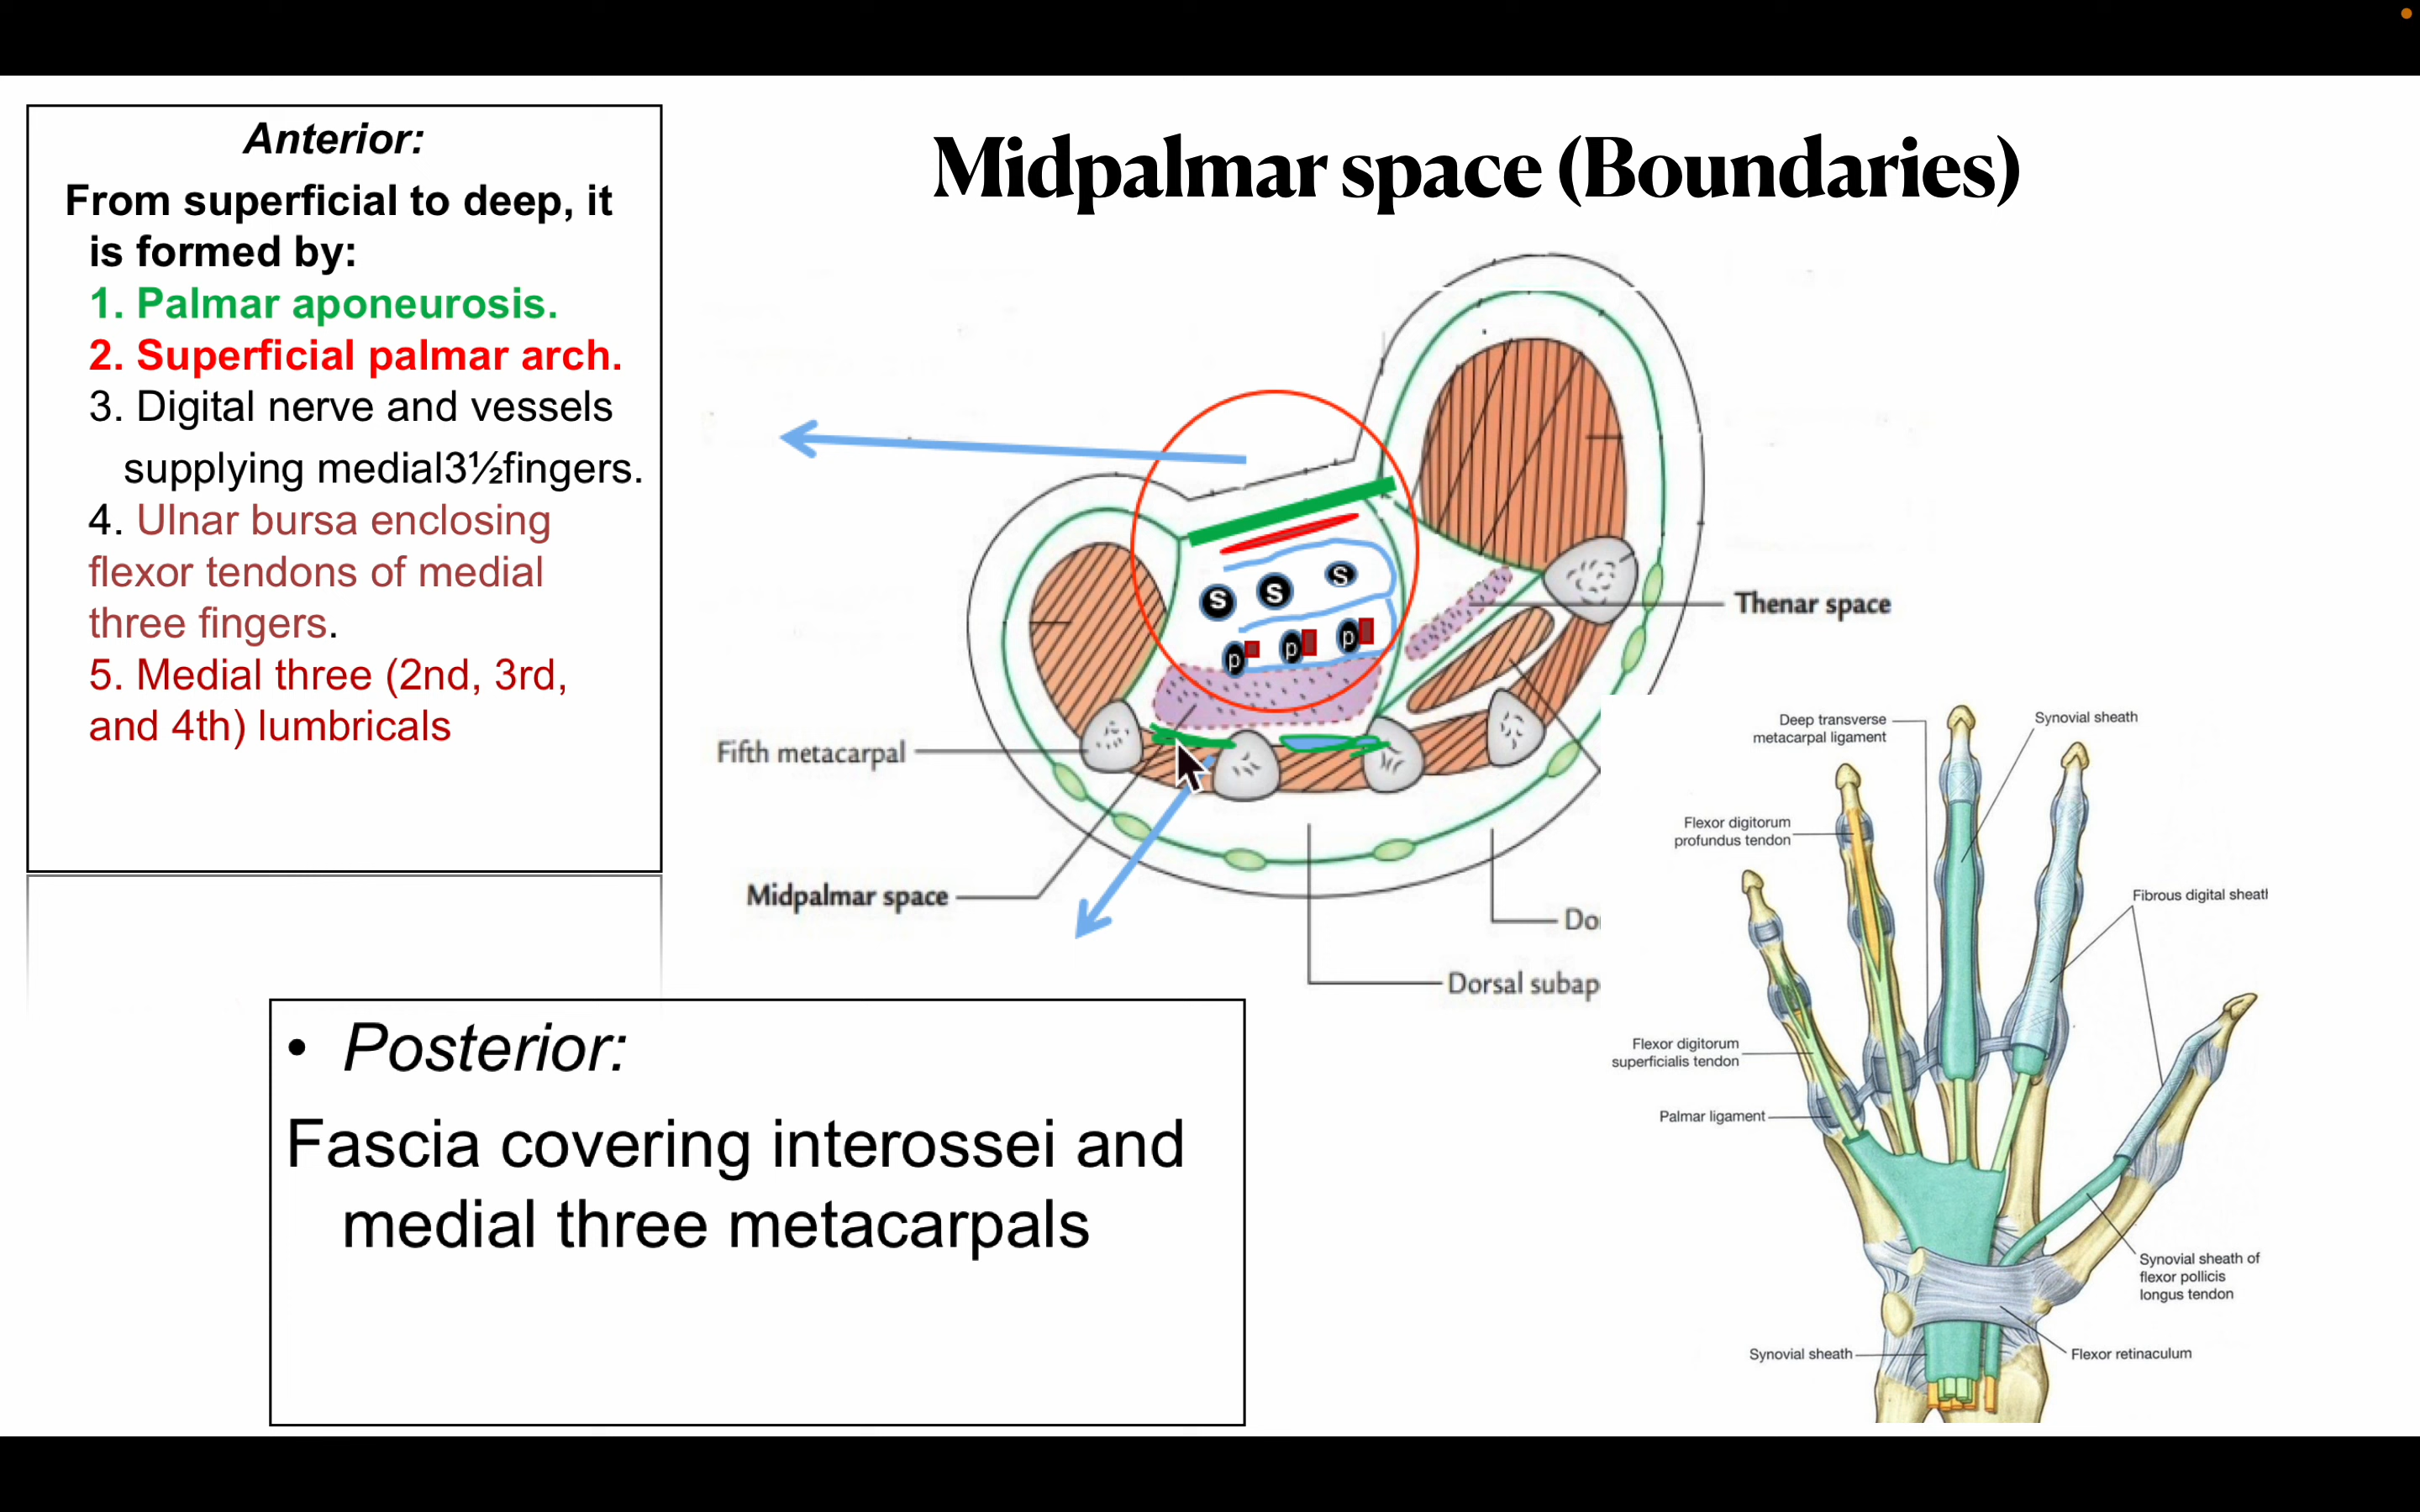 Midpalmar space (Boundaries)
Anterior:
From superficial to deep, it
is formed by:
1. Palmar aponeurosis.
2. Superficial palmar arch.
3. Digital nerve and vessels
supplying medial3½fingers.
4. Ulnar bursa enclosing
flexor tendons of medial
three fingers.
5. Medial three (2nd, 3rd,
and 4th) lumbricals
S S S
p p p
Thenar space
Fifth metacarpal
Midpalmar space
Do
Dorsal subap
• Posterior:
Fascia covering interossei and
medial three metacarpals
Deep transverse
metacarpal ligament
Synovial sheath
Flexor digitorum
profundus tendon
Fibrous digital sheat
Flexor digitorum
superficialis tendon
Palmar ligament
Synovial sheath of
flexor pollicis
longus tendon
Synovial sheath
Flexor retinaculum